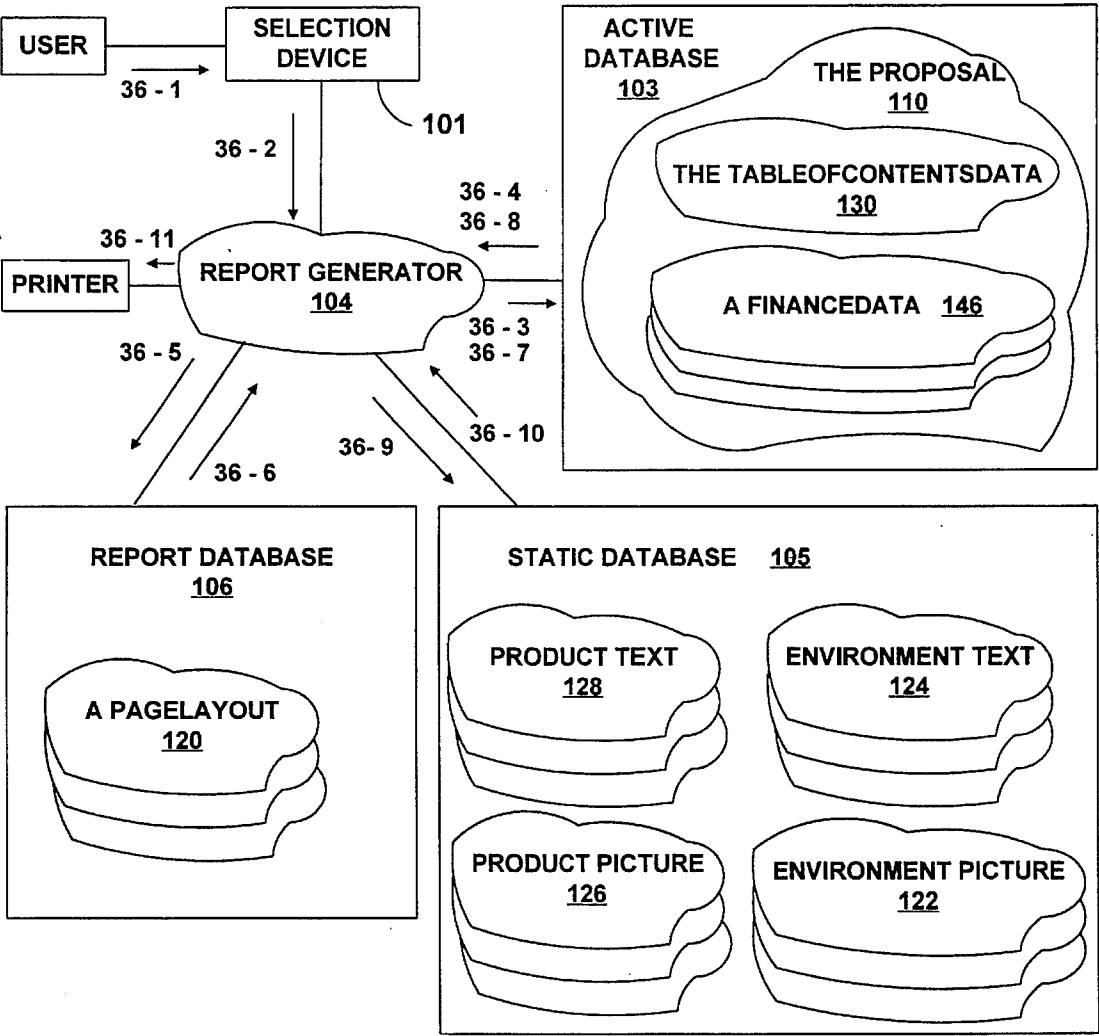 USER
SELECTION
DEVICE
36 - 1
101
36 - 2
ACTIVE
DATABASE
103
THE PROPOSAL
110
THE TABLEOFCONTENTSDATA
130
A FINANCEDATA 146
36 - 4
36 - 8
36 - 11
PRINTER
REPORT GENERATOR
104
36 - 3
36 - 7
36 - 5
36 - 6
36- 9
36 - 10
REPORT DATABASE
106
A PAGELAYOUT
120
STATIC DATABASE 105
PRODUCT TEXT
128
ENVIRONMENT TEXT
124
PRODUCT PICTURE
126
ENVIRONMENT PICTURE
122